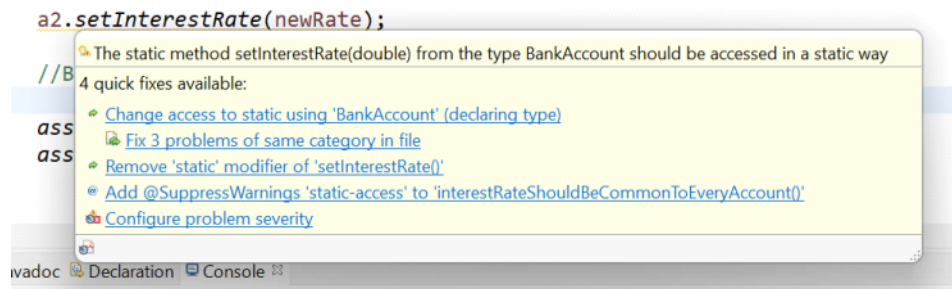 a2.setInterestRate(newRate);
The static method setInterestRate(double) from the type BankAccount should be accessed in a static way
//B
4 quick fixes available:
Change access to static using 'BankAccount' (declaring type)
ass
Fix 3 problems of same category in file
ass
Remove 'static' modifier of 'setInterestRate()'
Add @SuppressWarnings 'static-access' to 'interestRateShouldBeCommonToEveryAccount()'
Configure problem severity
vadoc Declaration Console